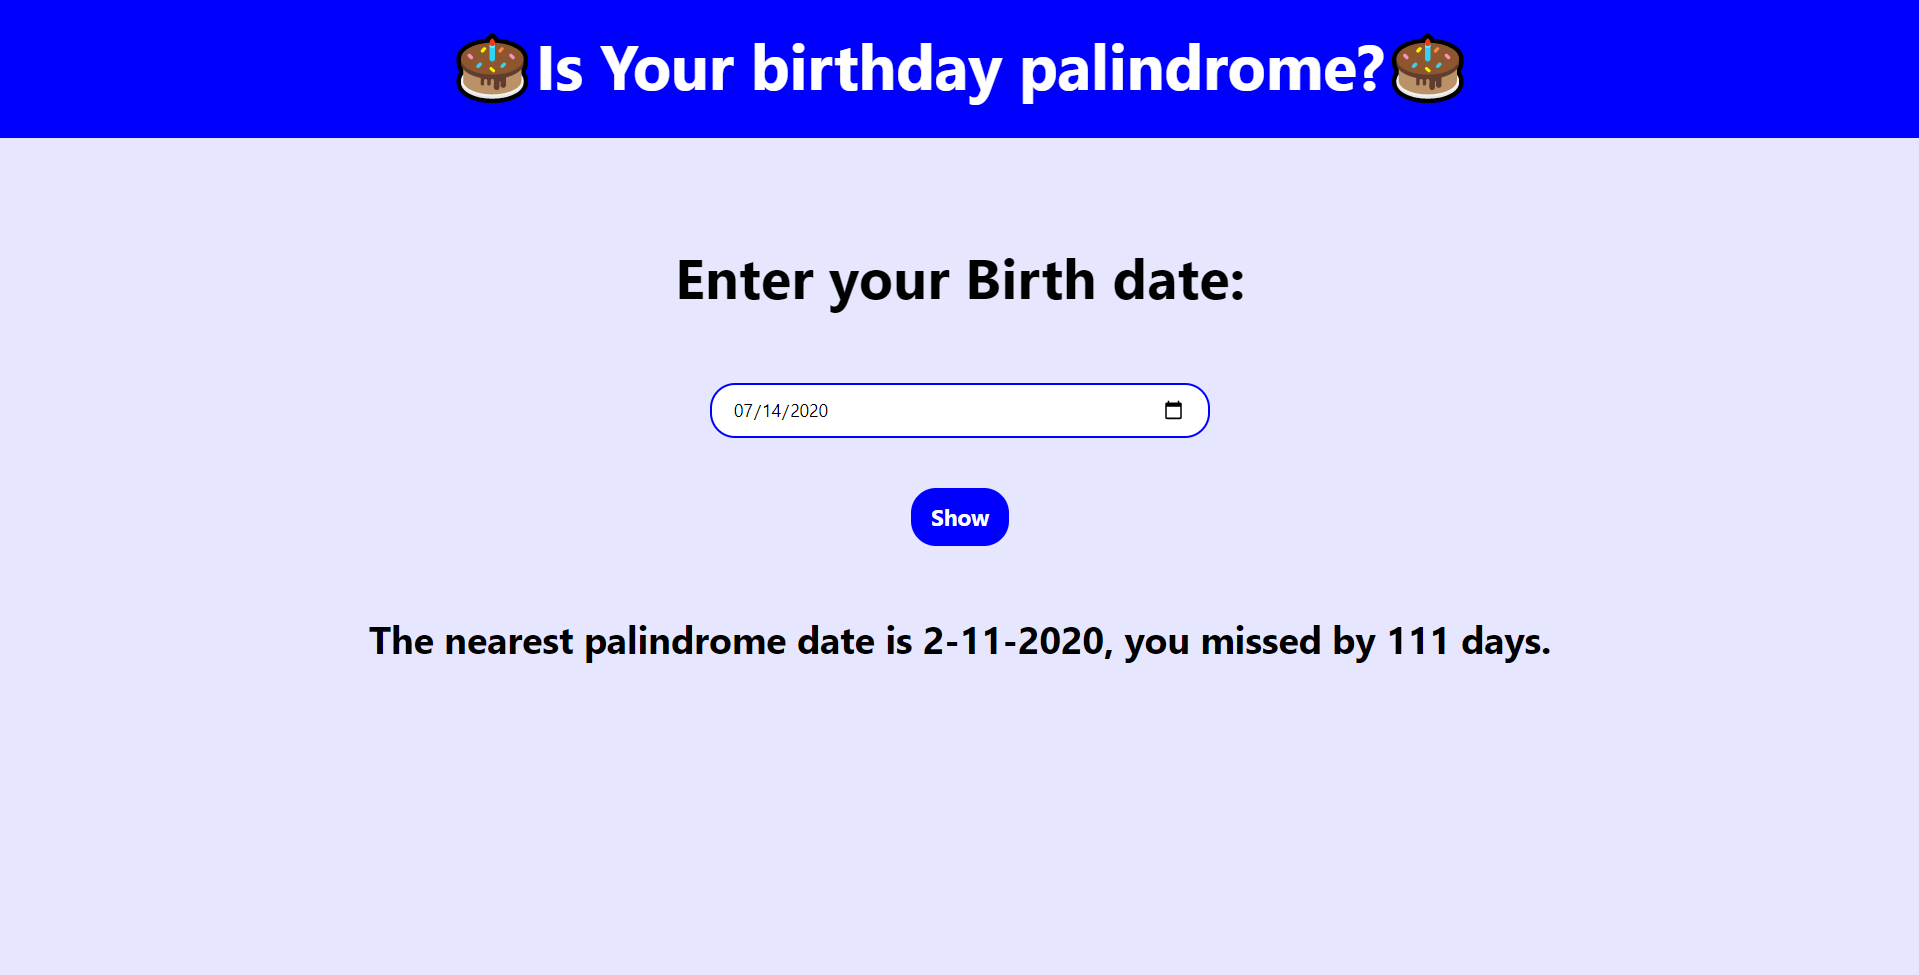 🎂Is Your birthday palindrome?🎂
Enter your Birth date:
07/14/2020
Show
The nearest palindrome date is 2-11-2020, you missed by 111 days.